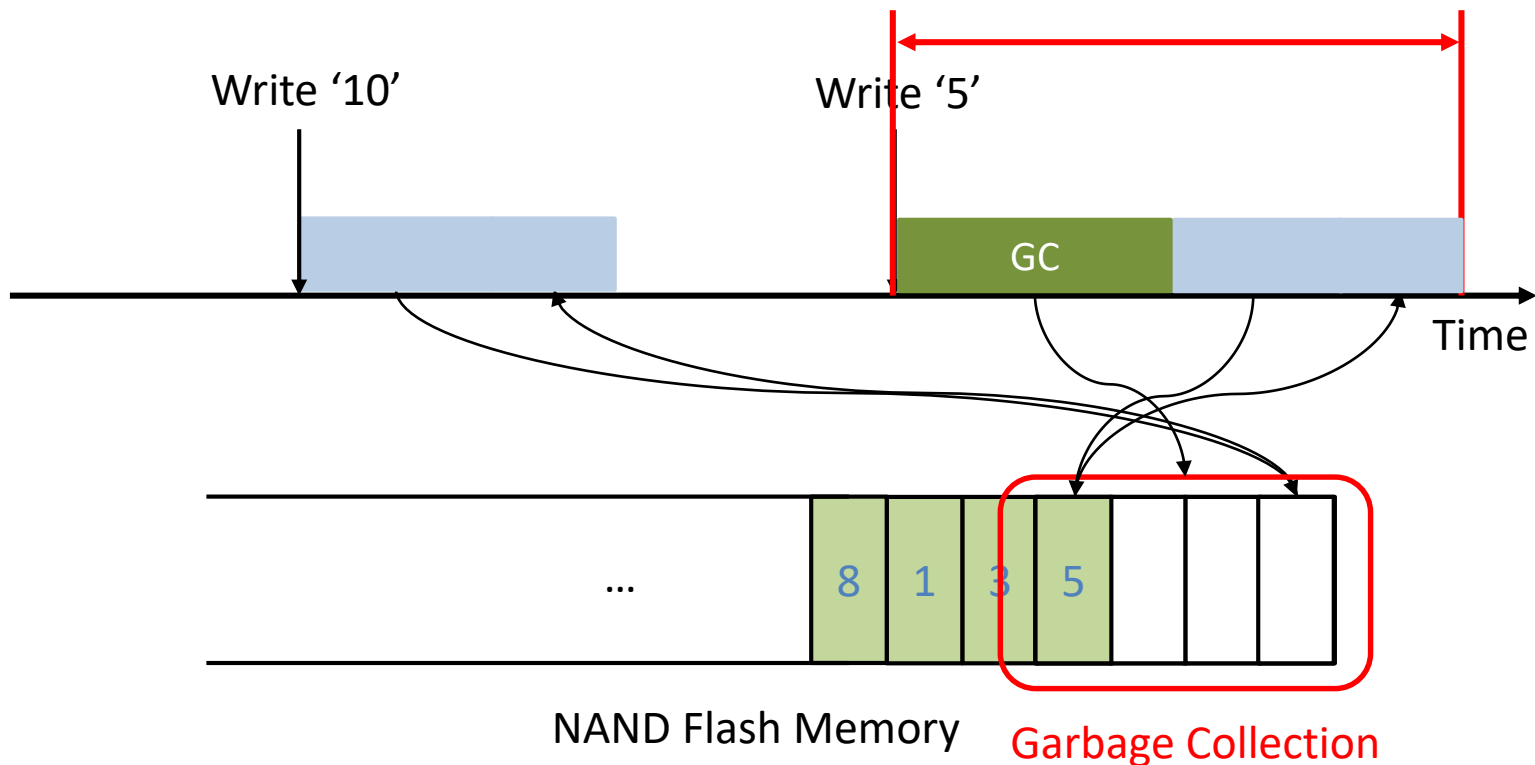 Write ‘10’
Write ‘5’
GC
Time
...
8 1 3 5
NAND Flash Memory
Garbage Collection